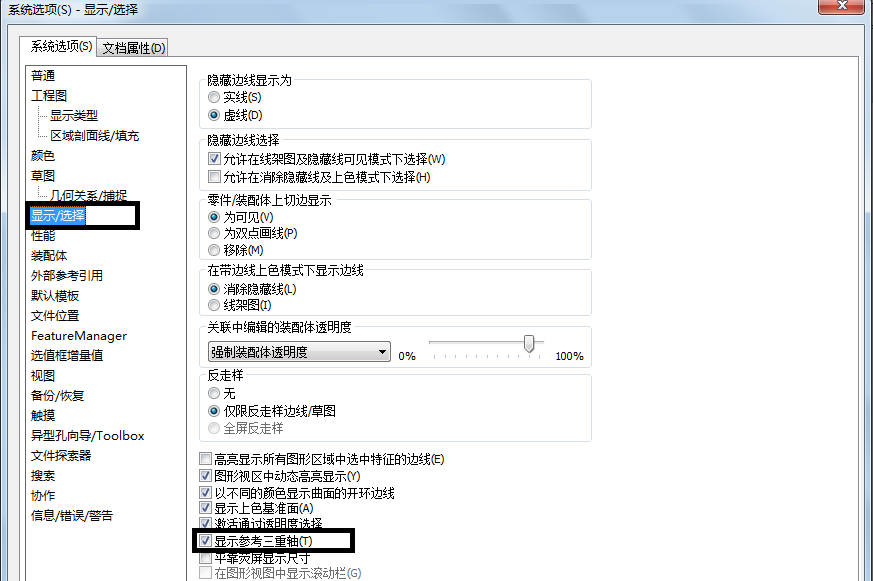 系统选项(S) - 显示/选择
系统选项(S) 文档属性(D)
普通
工程图
显示类型
区域剖面线/填充
颜色
草图
几何关系/捕捉
显示/选择
性能
装配体
外部参考引用
默认模板
文件位置
FeatureManager
选值框增量值
视图
备份/恢复
触摸
异型孔向导/Toolbox
文件探索器
搜索
协作
信息/错误/警告
隐藏边线显示为
实线(S)
虚线(D)
隐藏边线选择
允许在线架图及隐藏线可见模式下选择(W)
允许在消除隐藏线及上色模式下选择(H)
零件/装配体上切边显示
为可见(V)
为双点画线(P)
移除(M)
在带边线上色模式下显示边线
消除隐藏线(L)
线架图(I)
关联中编辑的装配体透明度
强制装配体透明度 0% 100%
反走样
无
仅限反走样边线/草图
全屏反走样
高亮显示所有图形区域中选中特征的边线(E)
图形视区中动态高亮显示(Y)
以不同的颜色显示曲面的开环边线
显示上色基准面(A)
激活通过透明度选择
显示参考三重轴(T)
平靠荧屏显示尺寸
在图形视图中显示滚动栏(G)